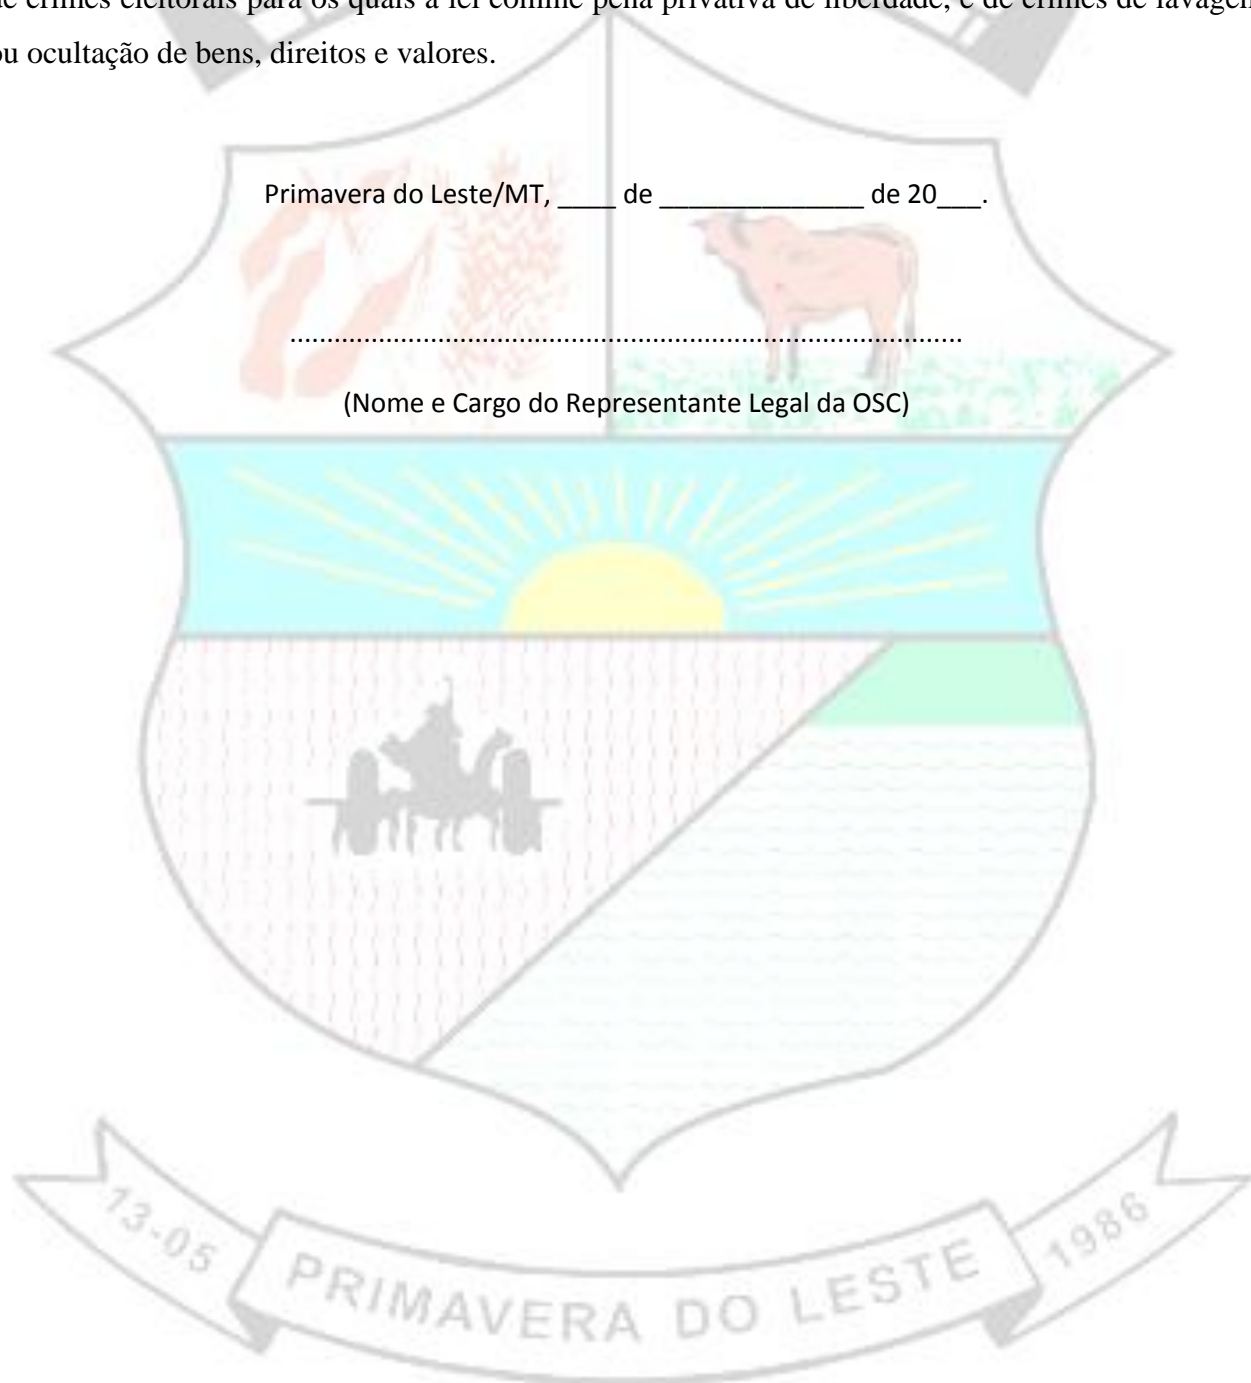 de crimes eleitorais para os quais a lei comine pena privativa de liberdade, e de crimes de lavagem
ou ocultação de bens, direitos e valores.
Primavera do Leste/MT, ____ de ______________ de 20___.
............................................................................................
(Nome e Cargo do Representante Legal da OSC)
13-05 PRIMAVERA DO LESTE 1986